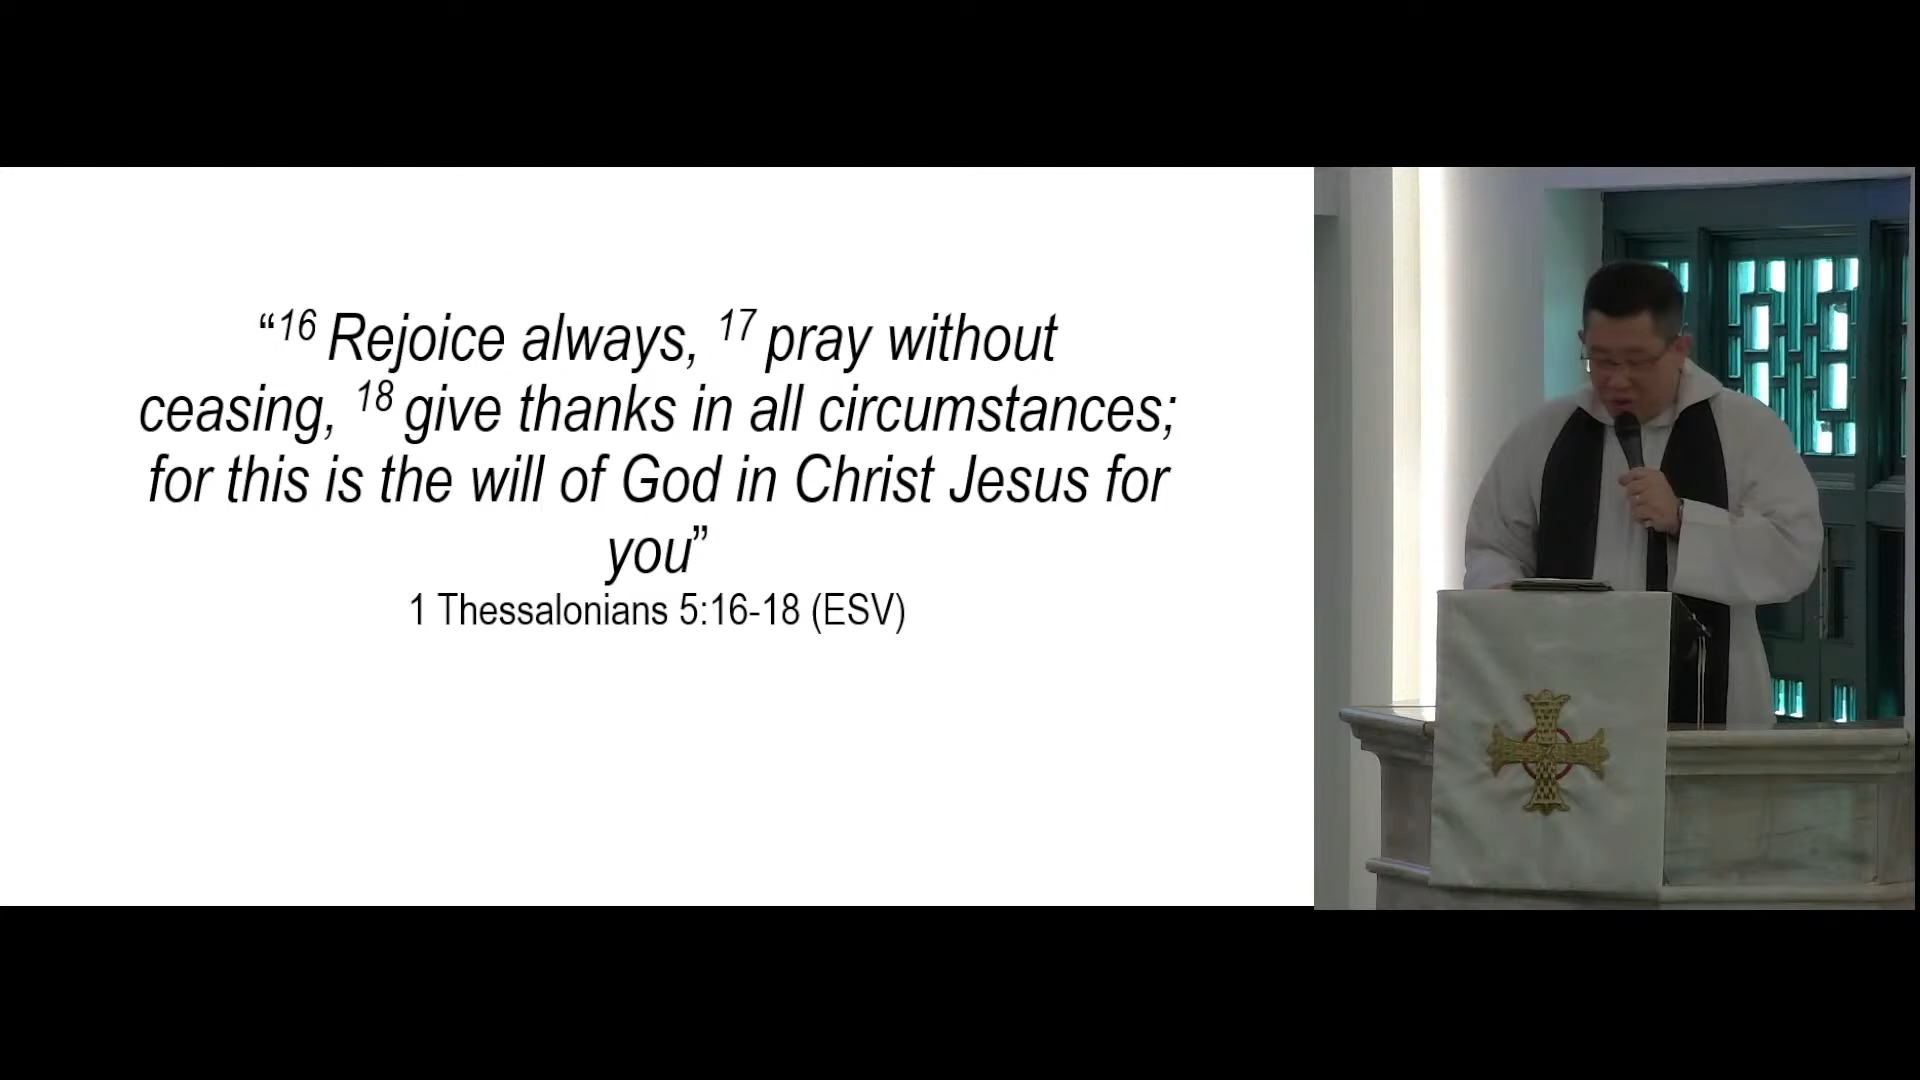 “16 Rejoice always, 17 pray without
ceasing, 18 give thanks in all circumstances;
for this is the will of God in Christ Jesus for
you”
1 Thessalonians 5:16-18 (ESV)